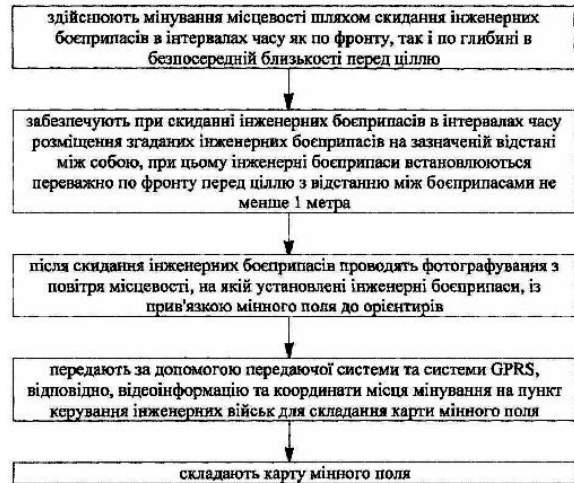 здійснюють мінування місцевості шляхом скидання інженерних
боєприпасів в інтервалах часу як по фронту, так і по глибині в
безпосередній близькості перед ціллю
забезпечують при скиданні інженерних боєприпасів в інтервалах часу
розміщення згаданих інженерних боєприпасів на зазначеній відстані
між собою, при цьому інженерні боєприпаси встановлюються
переважно по фронту перед ціллю з відстанню між боєприпасами не
менше 1 метра
після скидання інженерних боєприпасів проводять фотографування з
повітря місцевості, на якій установлені інженерні боєприпаси, із
прив'язкою мінного поля до орієнтирів
передають за допомогою передаючої системи та системи GPRS,
відповідно, відеоінформацію та координати місця мінування на пункт
керування інженерних військ для складання карти мінного поля
складають карту мінного поля